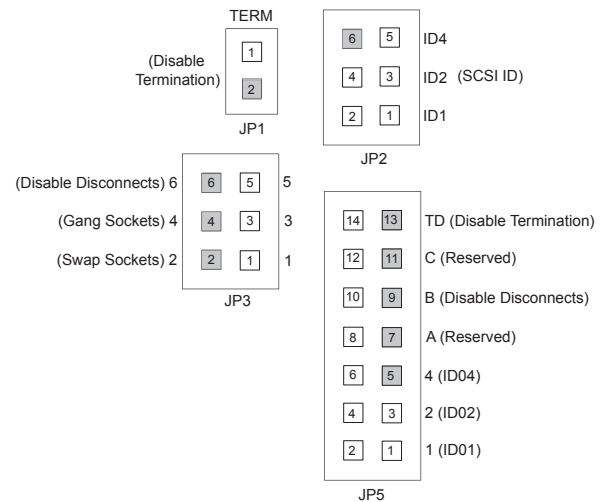 TERM
(Disable
Termination)
1
2
JP1
6 5 ID4
4 3 ID2 (SCSI ID)
2 1 ID1
JP2
(Disable Disconnects) 6 6 5 5
(Gang Sockets) 4 4 3 3
(Swap Sockets) 2 2 1 1
JP3
14 13 TD (Disable Termination)
12 11 C (Reserved)
10 9 B (Disable Disconnects)
8 7 A (Reserved)
6 5 4 (ID04)
4 3 2 (ID02)
2 1 1 (ID01)
JP5